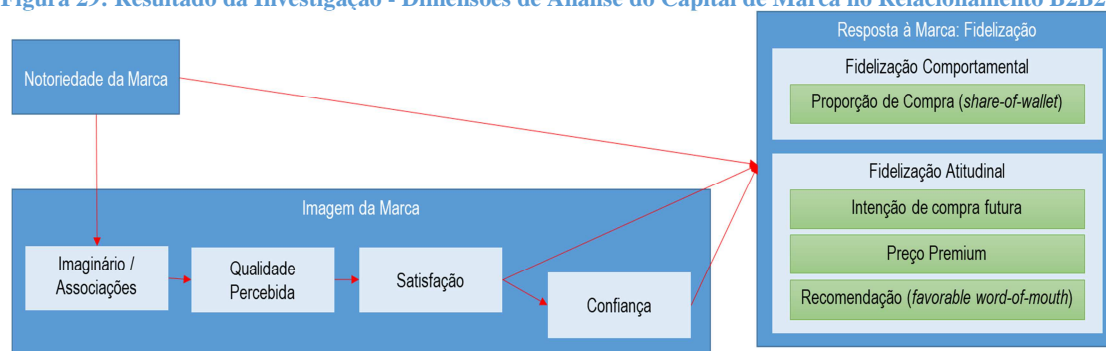 Figura 29: Resultado da Investigação - Dimensões de Análise do Capital de Marca no Relacionamento B2B2
Notoriedade da Marca
Imagem da Marca
Imaginário /
Associações
Qualidade
Percebida
Satisfação
Confiança
Resposta à Marca: Fidelização
Fidelização Comportamental
Proporção de Compra (share-of-wallet)
Fidelização Atitudinal
Intenção de compra futura
Preço Premium
Recomendação (favorable word-of-mouth)